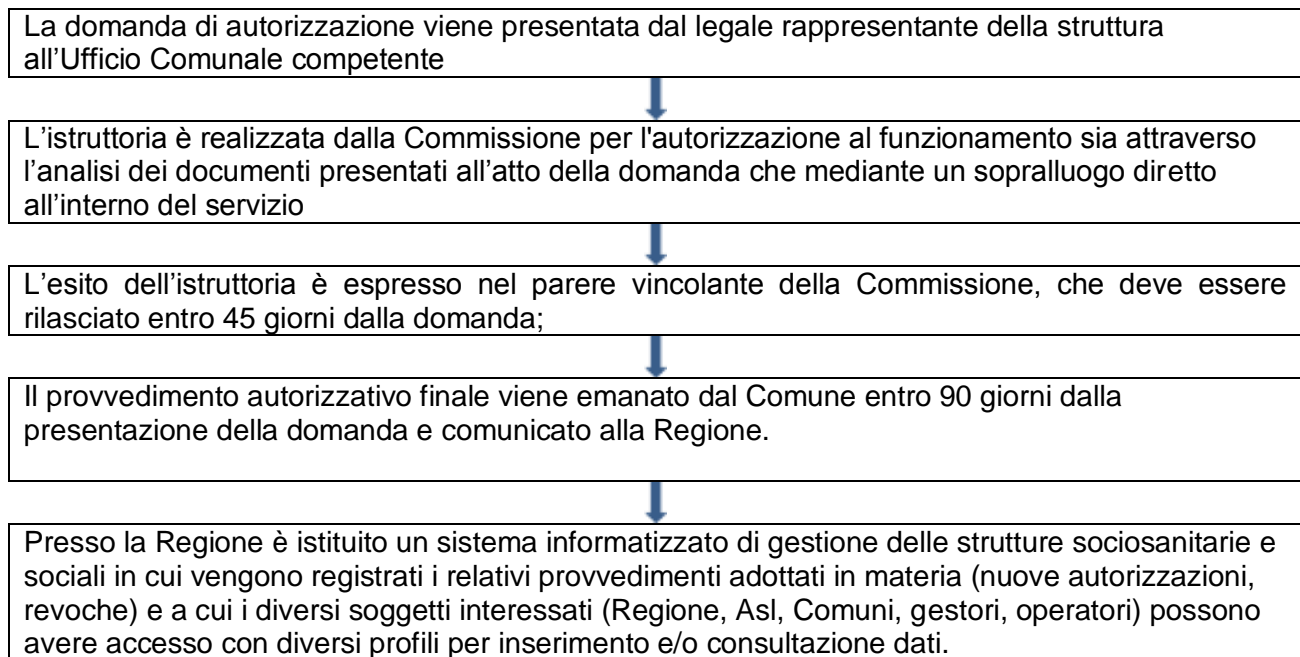 La domanda di autorizzazione viene presentata dal legale rappresentante della struttura
all’Ufficio Comunale competente
L’istruttoria è realizzata dalla Commissione per l'autorizzazione al funzionamento sia attraverso
l’analisi dei documenti presentati all’atto della domanda che mediante un sopralluogo diretto
all’interno del servizio
L’esito dell’istruttoria è espresso nel parere vincolante della Commissione, che deve essere
rilasciato entro 45 giorni dalla domanda;
Il provvedimento autorizzativo finale viene emanato dal Comune entro 90 giorni dalla
presentazione della domanda e comunicato alla Regione.
Presso la Regione è istituito un sistema informatizzato di gestione delle strutture sociosanitarie e
sociali in cui vengono registrati i relativi provvedimenti adottati in materia (nuove autorizzazioni,
revoche) e a cui i diversi soggetti interessati (Regione, Asl, Comuni, gestori, operatori) possono
avere accesso con diversi profili per inserimento e/o consultazione dati.